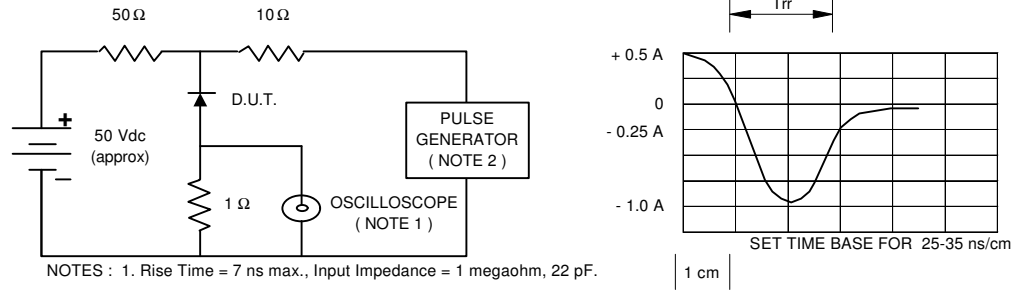 50 Ω
10 Ω
Trr
+ 0.5 A
D.U.T.
50 Vdc
(approx)
+
−
PULSE
GENERATOR
( NOTE 2 )
0
- 0.25 A
1 Ω
OSCILLOSCOPE
( NOTE 1 )
- 1.0 A
SET TIME BASE FOR 25-35 ns/cm
NOTES : 1. Rise Time = 7 ns max., Input Impedance = 1 megaohm, 22 pF.
1 cm